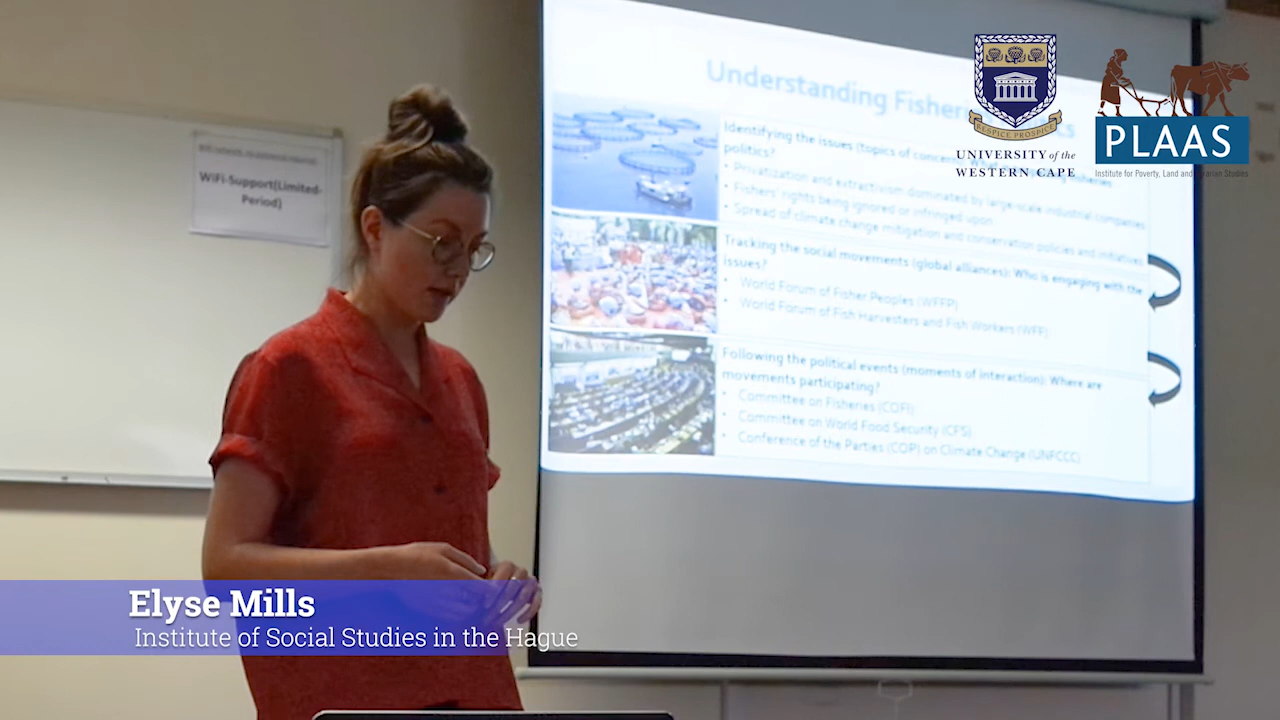 WiFi-Support(Limited-
Period)
Understanding Fisheri
Identifying the issues (topics of concern): What
politics?
• Privatization and extractivism dominated by large-scale industrial companies
• Fishers' rights being ignored or infringed upon
• Spread of climate change mitigation and conservation policies and initiatives
Tracking the social movements (global alliances): Who is engaging with the
issues?
• World Forum of Fisher Peoples (WFFP)
• World Forum of Fish Harvesters and Fish Workers (WFF)
Following the political events (moments of interaction): Where are
movements participating?
• Committee on Fisheries (COFI)
• Committee on World Food Security (CFS)
• Conference of the Parties (COP) on Climate Change (UNFCCC)
RESPICE PROSPICE
UNIVERSITY of the
WESTERN CAPE
PLAAS
Institute for Poverty, Land and Agrarian Studies
Elyse Mills
Institute of Social Studies in the Hague